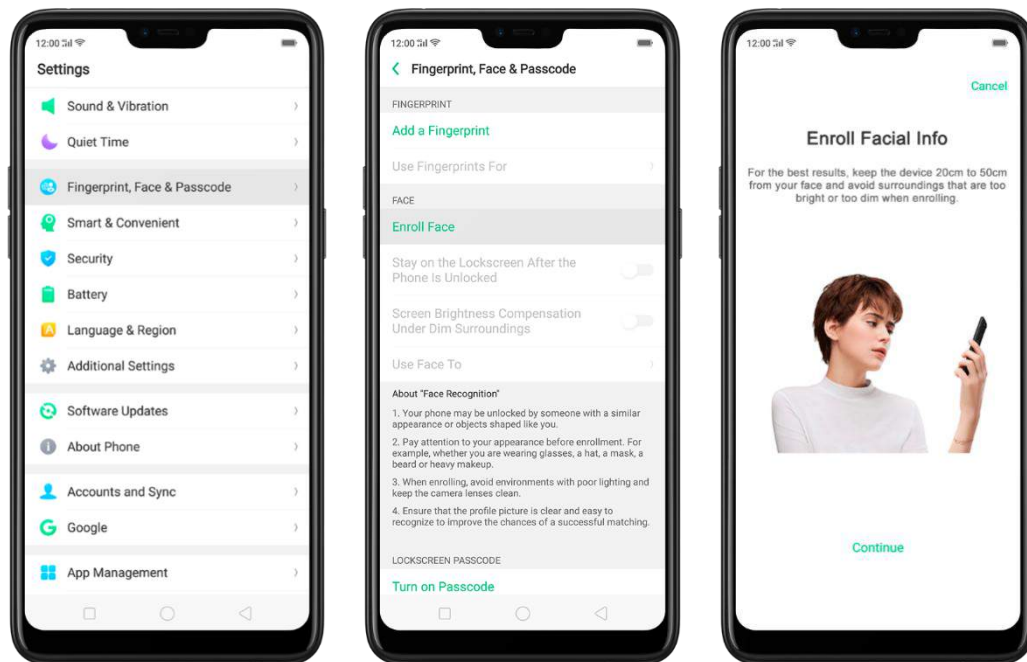 12:00
Settings
Sound & Vibration
Quiet Time
Fingerprint, Face & Passcode
Smart & Convenient
Security
Battery
A Language & Region
Additional Settings
Software Updates
About Phone
Accounts and Sync
Google
App Management
12:00
Fingerprint, Face & Passcode
FINGERPRINT
Add a Fingerprint
Use Fingerprints For
FACE
Enroll Face
Stay on the Lockscreen After the
Phone Is Unlocked
Screen Brightness Compensation
Under Dim Surroundings
Use Face To
About "Face Recognition"
1. Your phone may be unlocked by someone with a similar
appearance or objects shaped like you.
2. Pay attention to your appearance before enrollment. For
example, whether you are wearing glasses, a hat, a mask, a
beard or heavy makeup.
3. When enrolling, avoid environments with poor lighting and
keep the camera lenses clean.
4. Ensure that the profile picture is clear and easy to
recognize to improve the chances of a successful matching.
LOCKSCREEN PASSCODE
Turn on Passcode
12:00
Cancel
Enroll Facial Info
For the best results, keep the device 20cm to 50cm
from your face and avoid surroundings that are too
bright or too dim when enrolling.
Continue